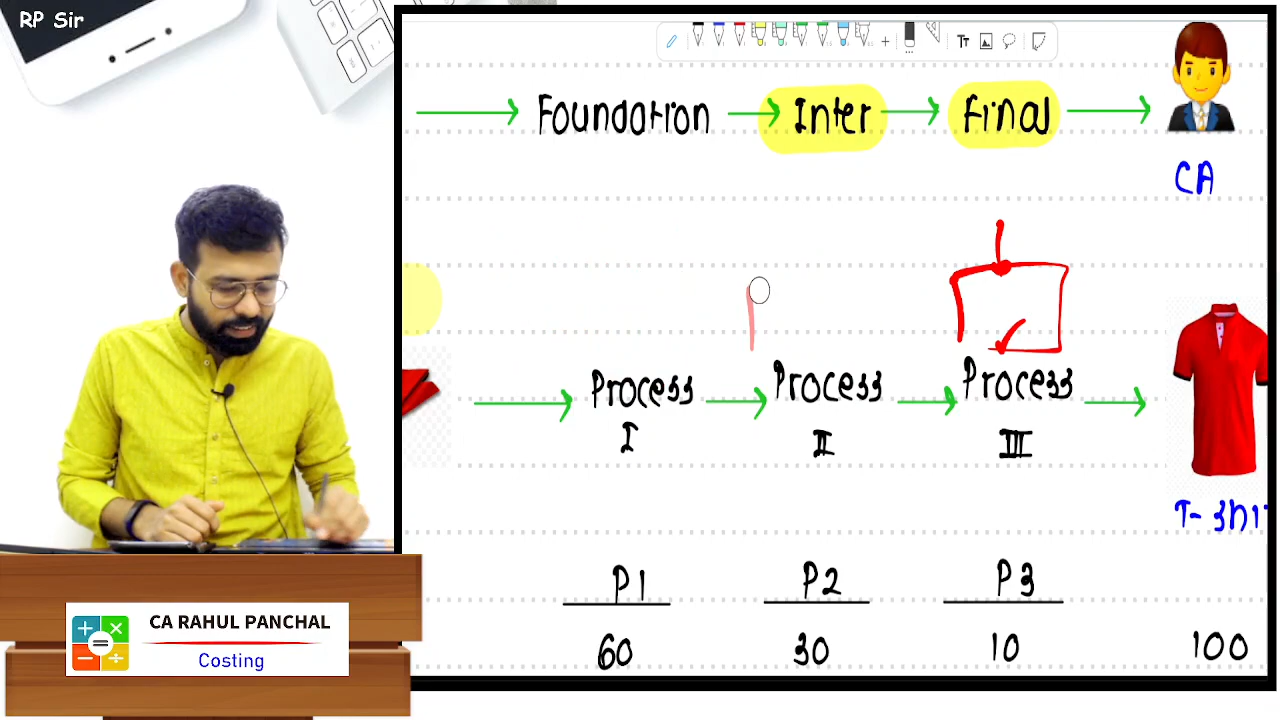 RP Sir
Foundation Inter Final
CA
Process I Process II Process III
P1 P2 P3
60 30 10 100
CA RAHUL PANCHAL
Costing